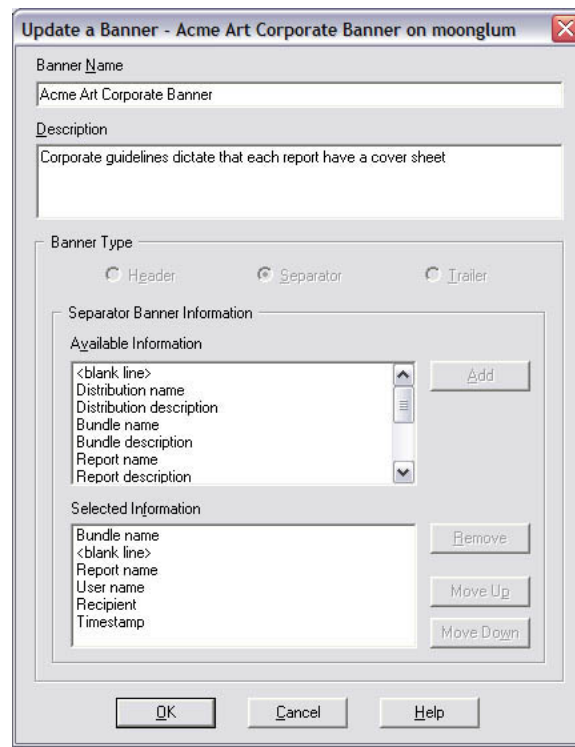 Update a Banner - Acme Art Corporate Banner on moonglum
Banner Name
Acme Art Corporate Banner
Description
Corporate guidelines dictate that each report have a cover sheet
Banner Type
Header
Separator
Trailer
Separator Banner Information
Available Information
<blank line>
Distribution name
Distribution description
Bundle name
Bundle description
Report name
Report description
Add
Selected Information
Bundle name
<blank line>
Report name
User name
Recipient
Timestamp
Remove
Move Up
Move Down
OK
Cancel
Help